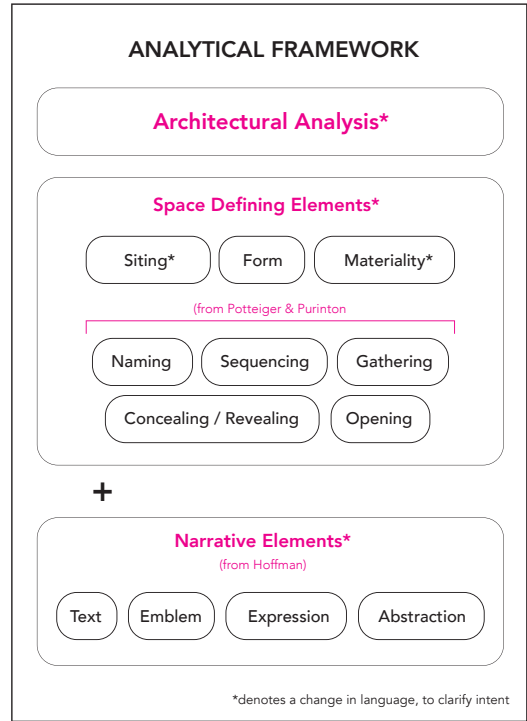 ANALYTICAL FRAMEWORK
Architectural Analysis*
Space Defining Elements*
Siting*
Form
Materiality*
(from Potteiger & Purinton
Naming
Sequencing
Gathering
Concealing / Revealing
Opening
+
Narrative Elements*
(from Hoffman)
Text
Emblem
Expression
Abstraction
*denotes a change in language, to clarify intent